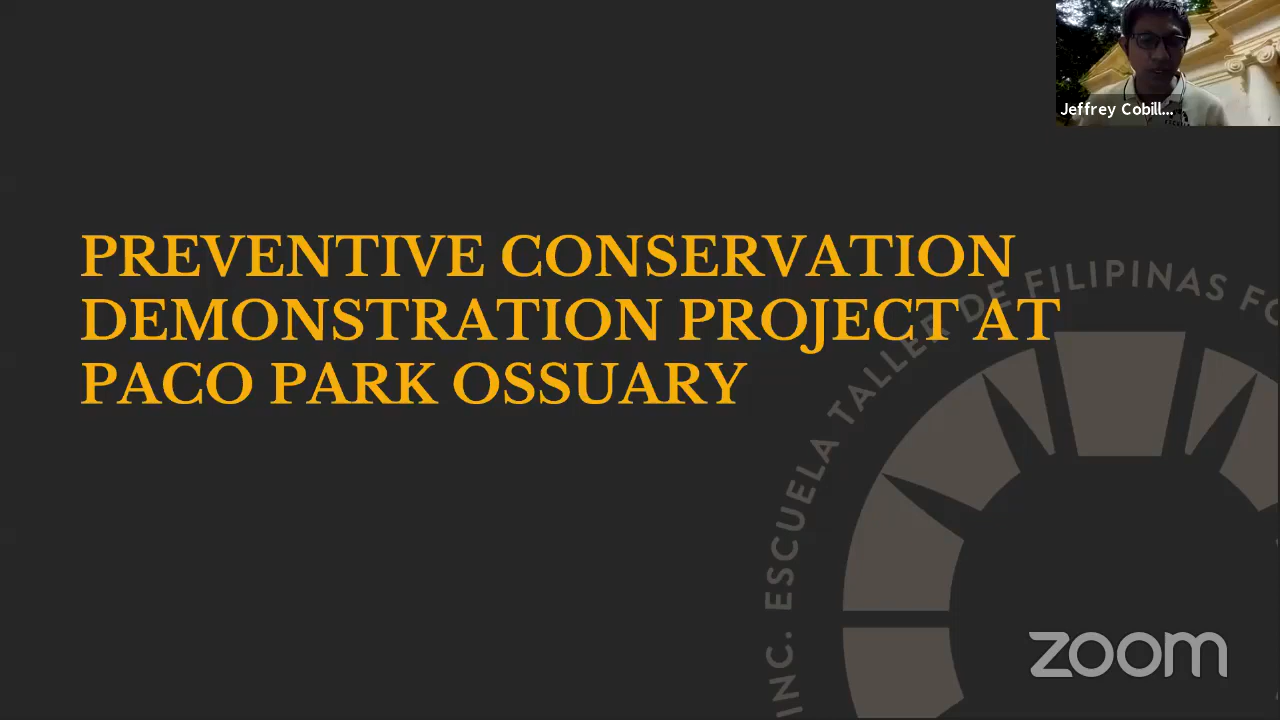 Jeffrey Cobill...
PREVENTIVE CONSERVATION
DEMONSTRATION PROJECT AT
PACO PARK OSSUARY
INC. ESCUELA TALLER DE FILIPINAS FO
zoom